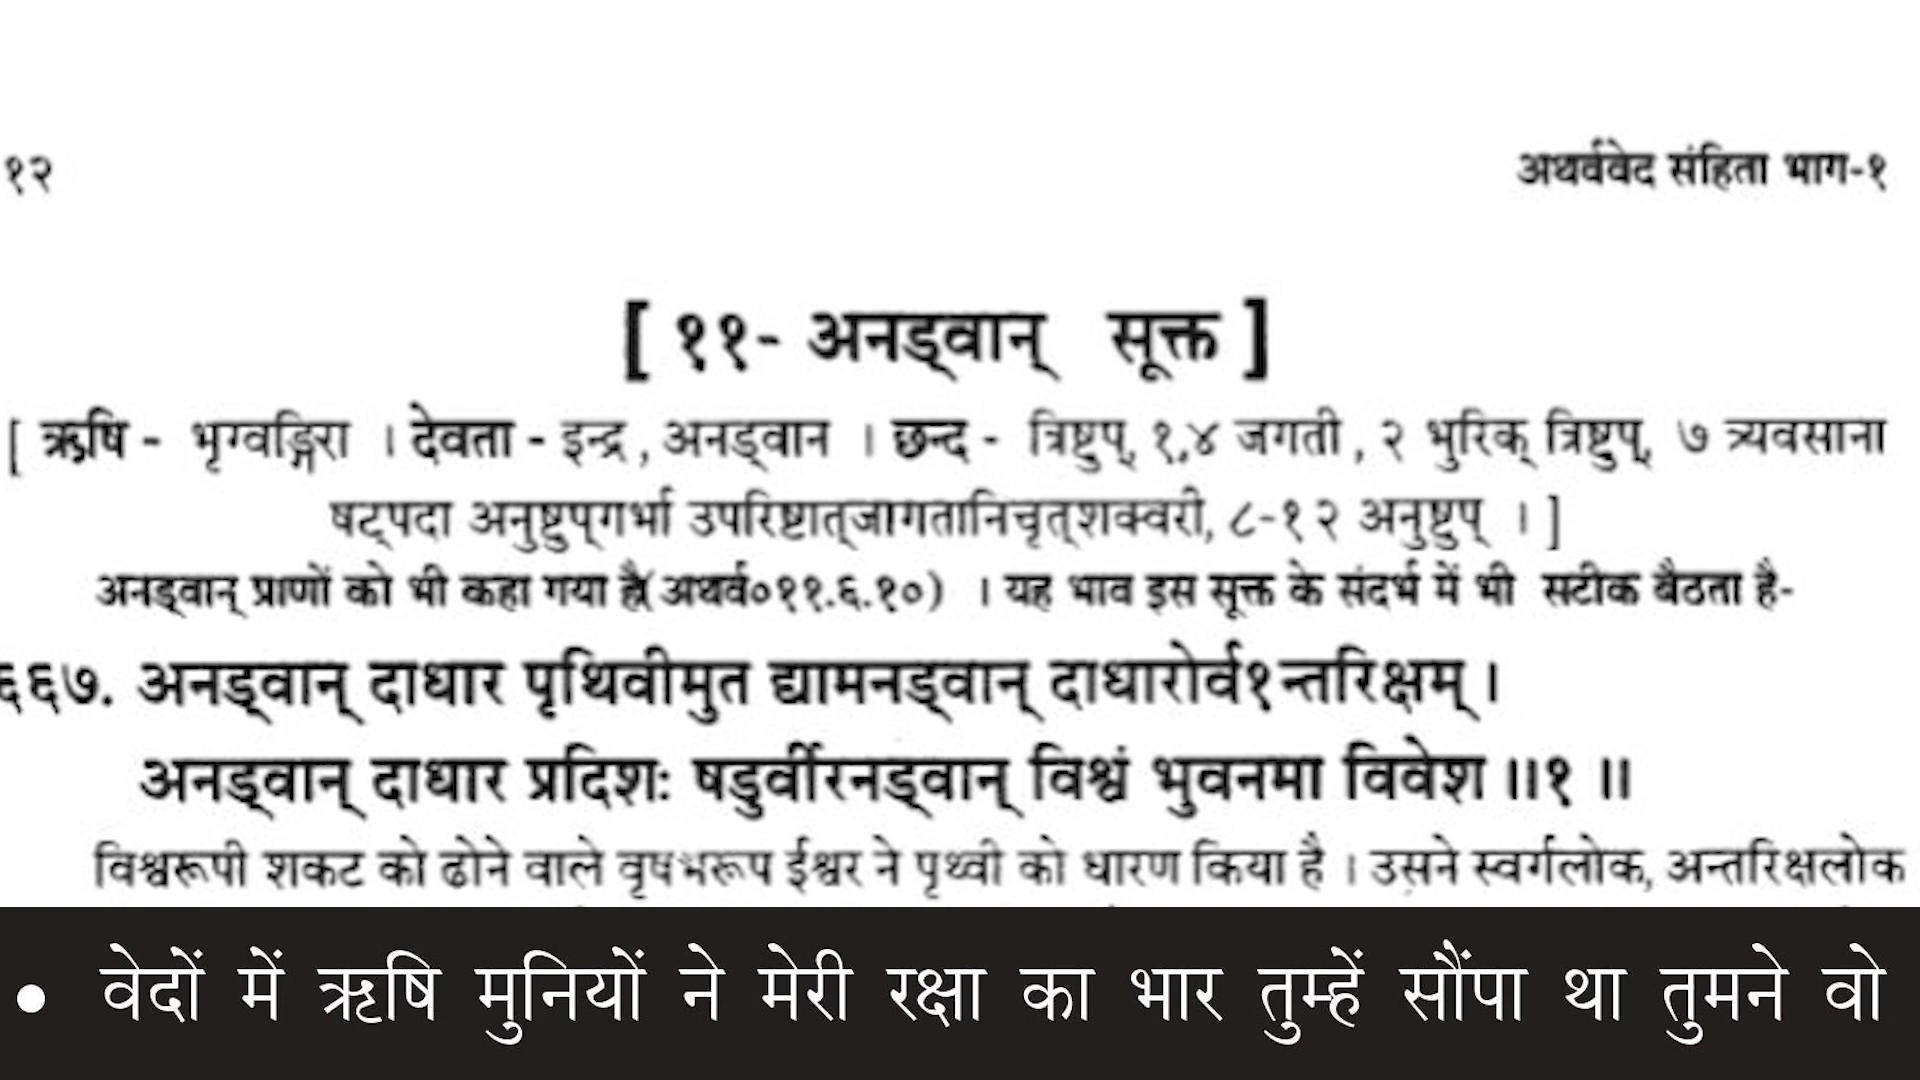 १२
अथर्ववेद संहिता भाग-१
[ ११- अनड्वान् सूक्त ]
[ ऋषि - भृग्वङ्गिरा । देवता - इन्द्र , अनड्वान । छन्द - त्रिष्टुप्, १,४ जगती , २ भुरिक् त्रिष्टुप्, ७ त्र्यवसाना
षट्पदा अनुष्टुप्गर्भा उपरिष्टात्जागतानिचृत्शक्वरी, ८-१२ अनुष्टुप् । ]
अनड्वान् प्राणों को भी कहा गया है( अथर्व०११.६.१०) । यह भाव इस सूक्त के संदर्भ में भी सटीक बैठता है-
६६७. अनड्वान् दाधार पृथिवीमुत द्यामनड्वान् दाधारोर्व१न्तरिक्षम् ।
अनड्वान् दाधार प्रदिशः षडुर्वीरनड्वान् विश्वं भुवनमा विवेश ॥१ ॥
विश्वरूपी शकट को ढोने वाले वृषभरूप ईश्वर ने पृथ्वी को धारण किया है । उसने स्वर्गलोक, अन्तरिक्षलोक
• वेदों में ऋषि मुनियों ने मेरी रक्षा का भार तुम्हें सौंपा था तुमने वो